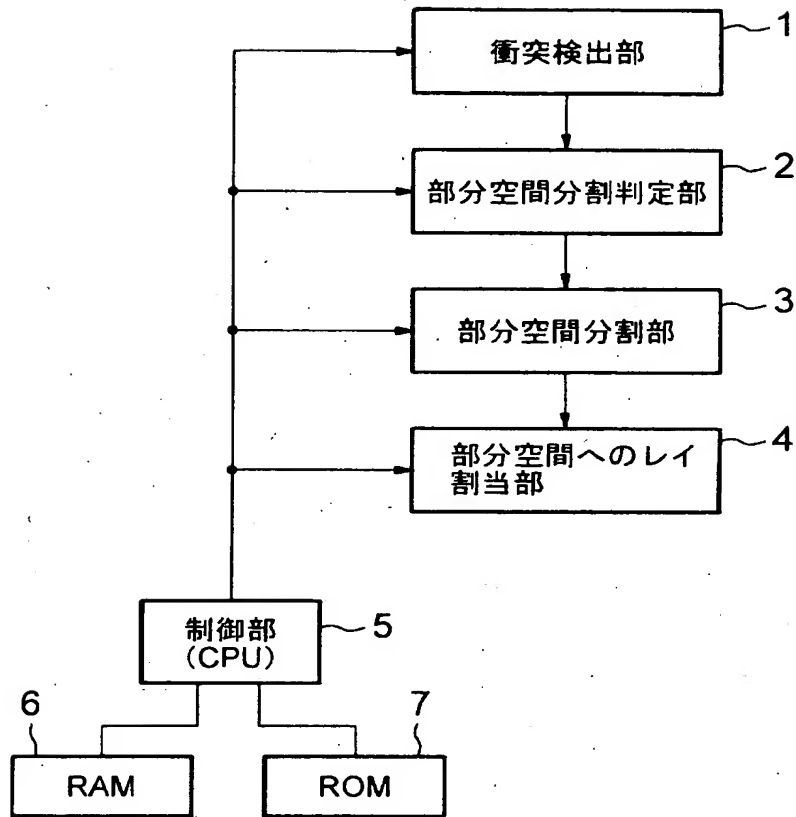 1
衝突検出部
2
部分空間分割判定部
3
部分空間分割部
4
部分空間へのレイ
割当部
制御部
(CPU)
5
6
7
RAM
ROM